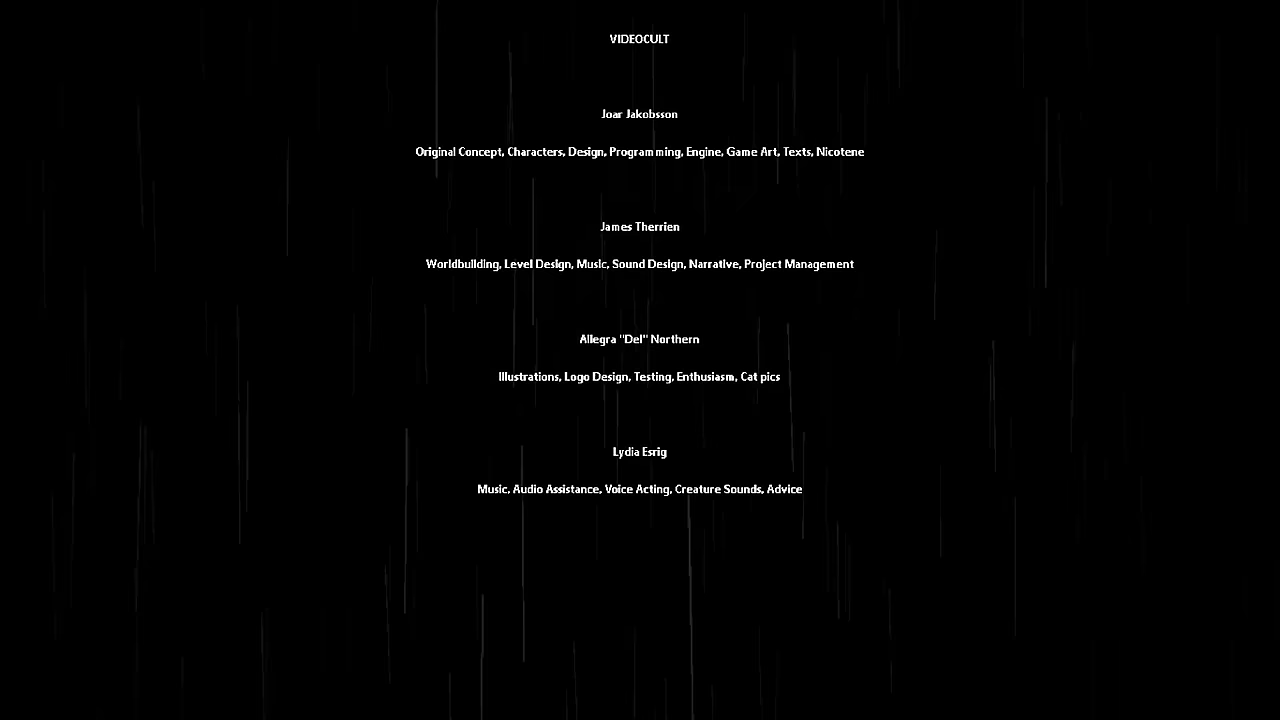 VIDEOCULT
Joar Jakobsson
Original Concept, Characters, Design, Programming, Engine, Game Art, Texts, Nicotene
James Therrien
Worldbuilding, Level Design, Music, Sound Design, Narrative, Project Management
Allegra "Del" Northern
Illustrations, Logo Design, Testing, Enthusiasm, Cat pics
Lydia Esrig
Music, Audio Assistance, Voice Acting, Creature Sounds, Advice